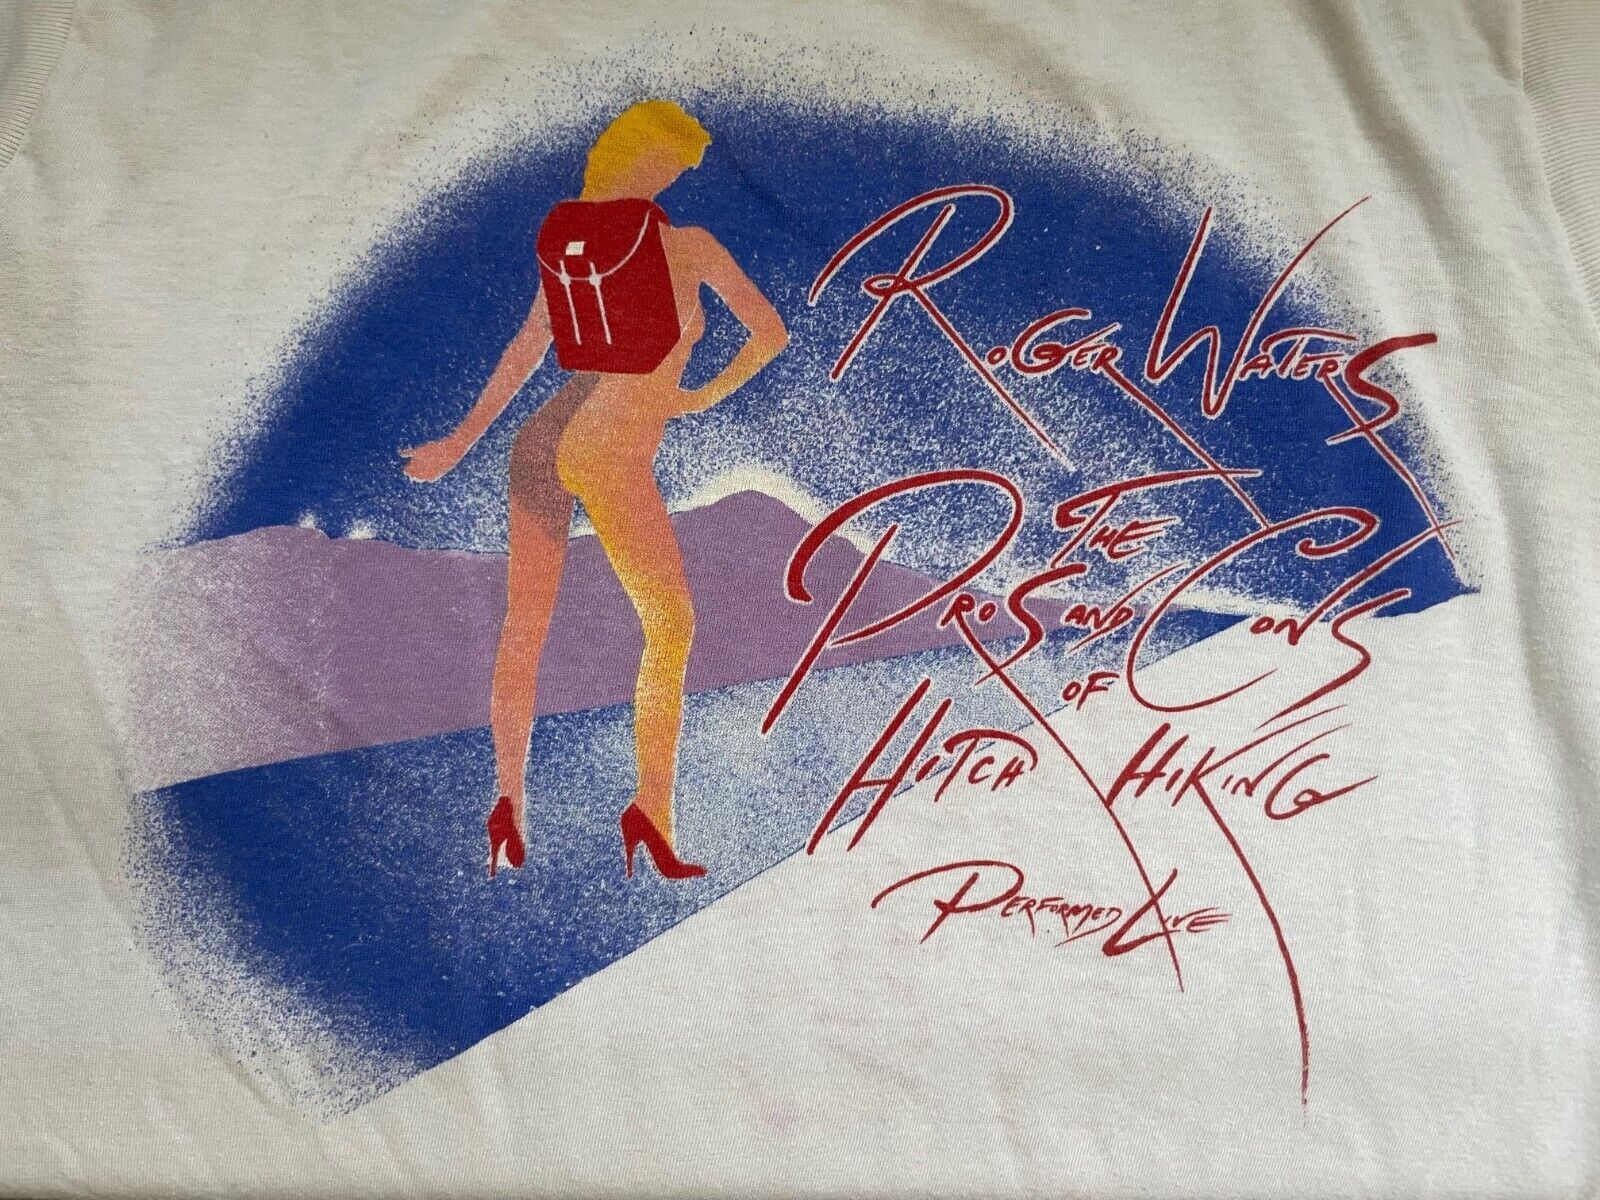 Roger Waters
The
Pros and Cons
of
Hitch Hiking
Performed Live